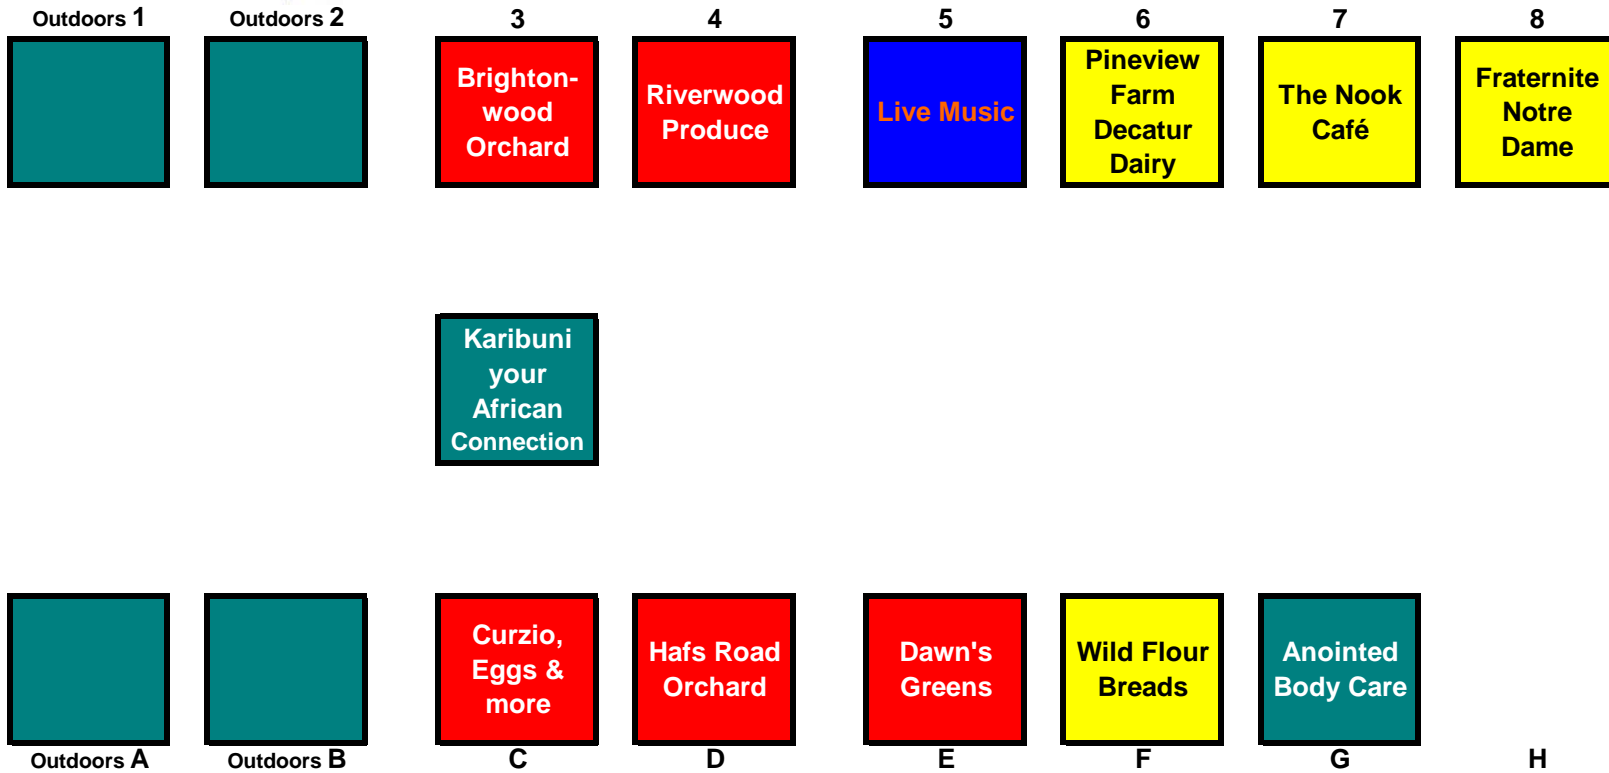 Outdoors 1 Outdoors 2 3 4 5 6 7 8
Brighton-
wood
Orchard
Riverwood
Produce
Live Music
Pineview
Farm
Decatur
Dairy
The Nook
Café
Fraternite
Notre
Dame
Karibuni
your
African
Connection
Curzio,
Eggs &
more
Hafs Road
Orchard
Dawn's
Greens
Wild Flour
Breads
Anointed
Body Care
Outdoors A Outdoors B C D E F G H